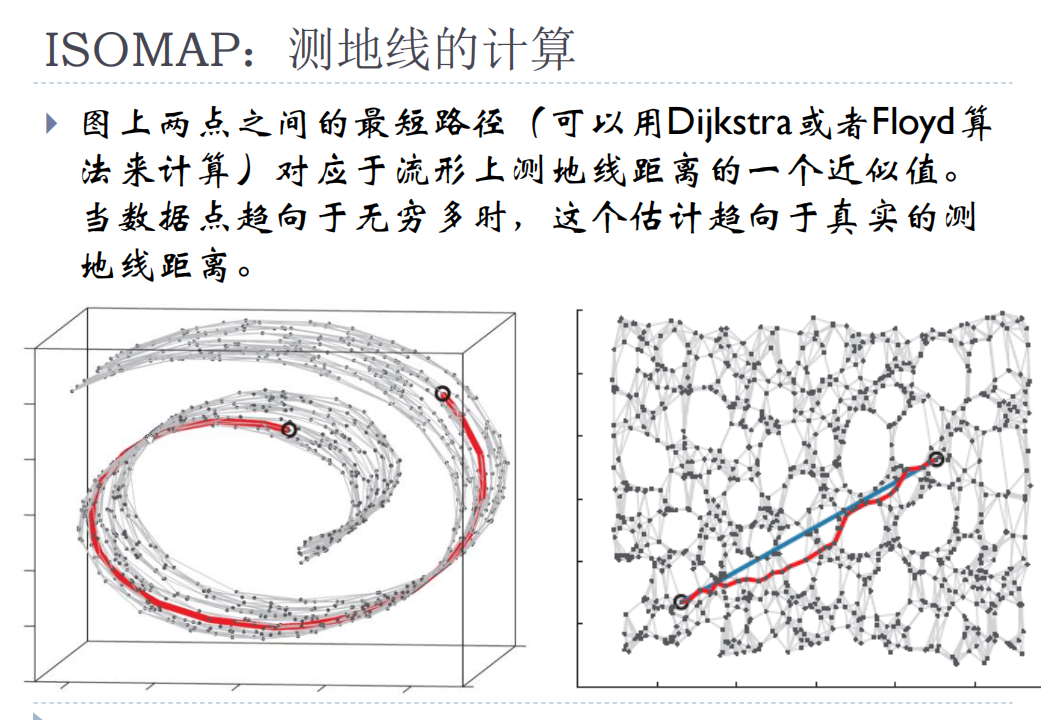 ISOMAP：测地线的计算
图上两点之间的最短路径（可以用Dijkstra或者Floyd算
法来计算）对应于流形上测地线距离的一个近似值。
当数据点趋向于无穷多时，这个估计趋向于真实的测
地线距离。